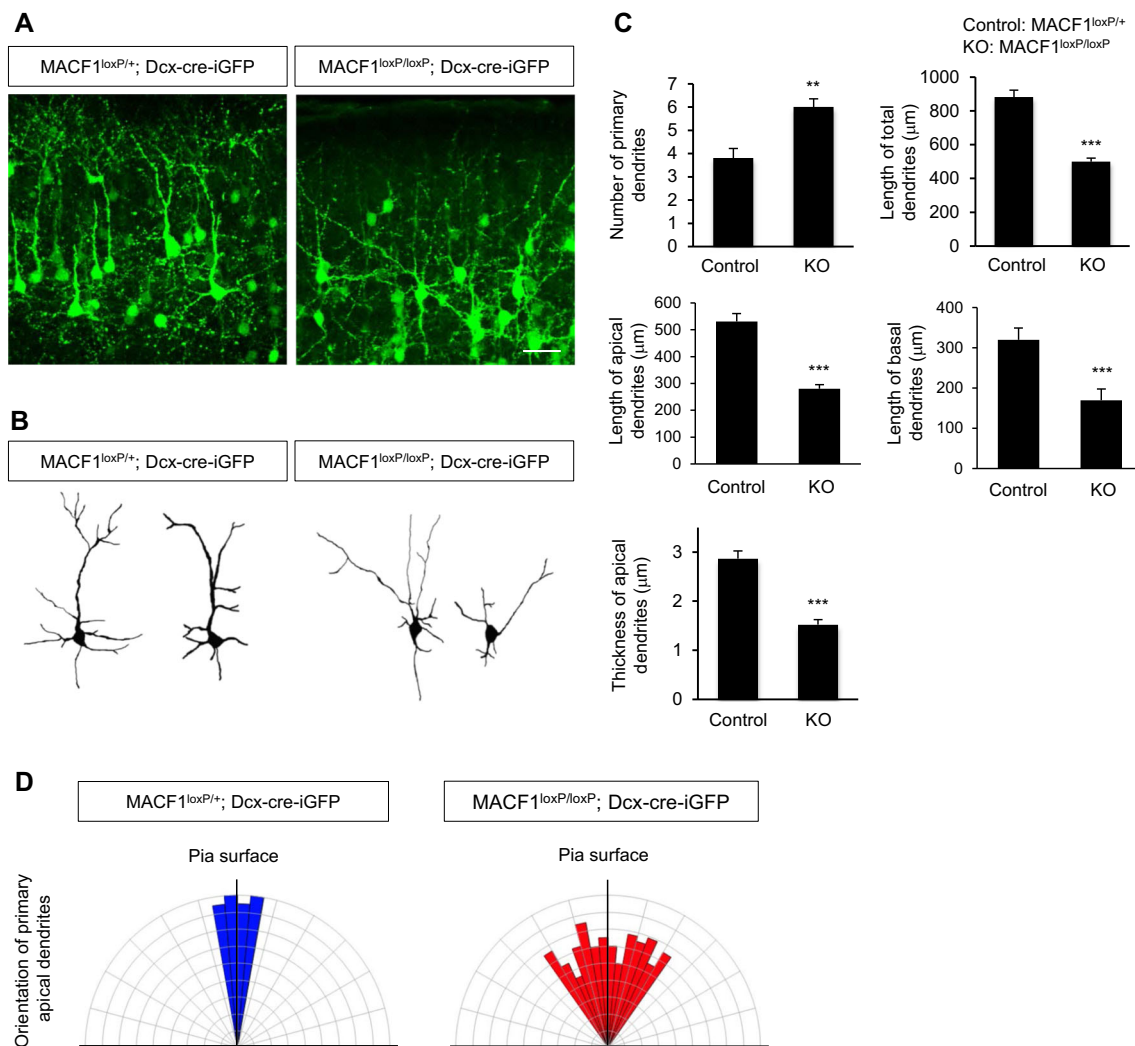 A
MACF1loxP/+; Dcx-cre-iGFP
MACF1loxP/loxP; Dcx-cre-iGFP
B
MACF1loxP/+; Dcx-cre-iGFP
MACF1loxP/loxP; Dcx-cre-iGFP
C
Control: MACF1loxP/+
KO: MACF1loxP/loxP
Number of primary
dendrites
7
6
5
4
3
2
1
0
**
Control
KO
Length of total
dendrites (μm)
1000
800
600
400
200
0
***
Control
KO
Length of apical
dendrites (μm)
600
500
400
300
200
100
0
***
Control
KO
Length of basal
dendrites (μm)
400
300
200
100
0
***
Control
KO
Thickness of apical
dendrites (μm)
3
2
1
0
***
Control
KO
D
MACF1loxP/+; Dcx-cre-iGFP
MACF1loxP/loxP; Dcx-cre-iGFP
Orientation of primary
apical dendrites
Pia surface
Pia surface